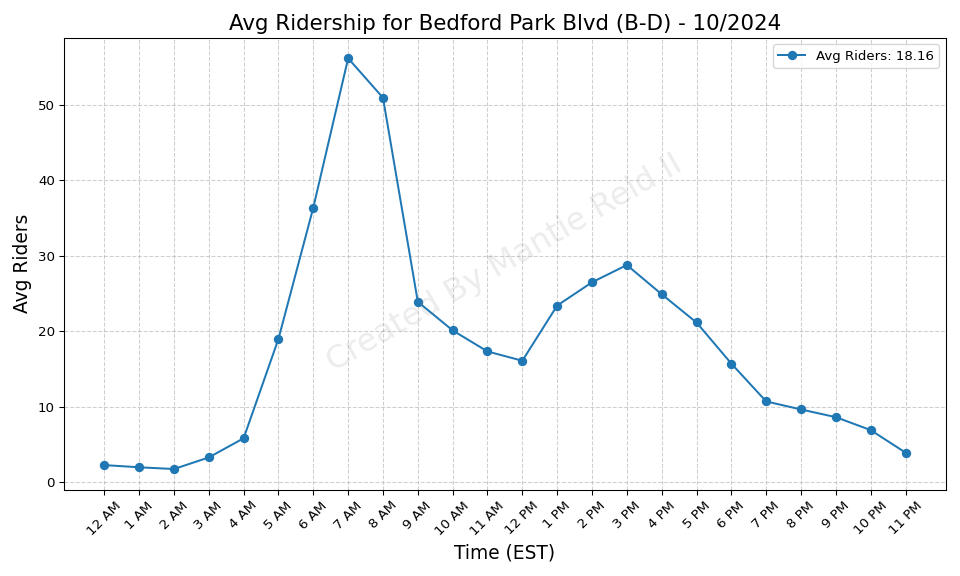 Avg Ridership for Bedford Park Blvd (B-D) - 10/2024
Avg Riders: 18.16
Avg Riders
50
40
30
20
10
0
Created By Mantie Reid II
12 AM
1 AM
2 AM
3 AM
4 AM
5 AM
6 AM
7 AM
8 AM
9 AM
10 AM
11 AM
12 PM
1 PM
2 PM
3 PM
4 PM
5 PM
6 PM
7 PM
8 PM
9 PM
10 PM
11 PM
Time (EST)